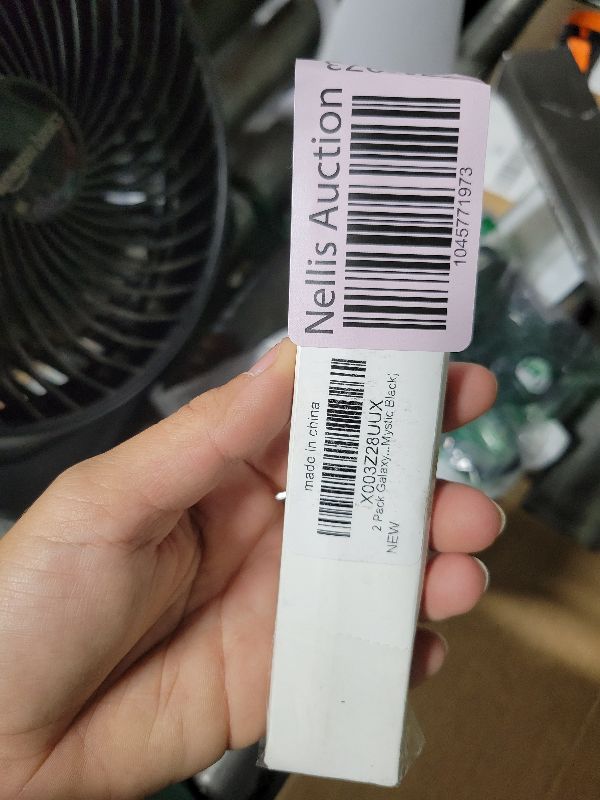 Nellis Auction
1045771973
made in china
X003Z28UUX
2 Pack Galaxy...Mystic Black;
NEW